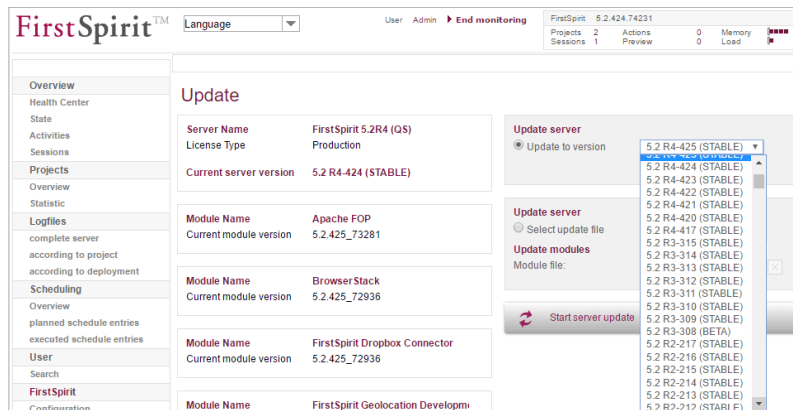 FirstSpirit™
Language
User Admin End monitoring
FirstSpirit 5.2.424.74231
Projects 2 Actions 0 Memory
Sessions 1 Preview 0 Load
Overview
Health Center
State
Activities
Sessions
Projects
Overview
Statistic
Logfiles
complete server
according to project
according to deployment
Scheduling
Overview
planned schedule entries
executed schedule entries
User
Search
FirstSpirit
Configuration
Update
Server Name FirstSpirit 5.2R4 (QS)
License Type Production
Current server version 5.2 R4-424 (STABLE)
Module Name Apache FOP
Current module version 5.2.425_73281
Module Name BrowserStack
Current module version 5.2.425_72936
Module Name FirstSpirit Dropbox Connector
Current module version 5.2.425_72936
Module Name FirstSpirit Geolocation Developm
Update server
Update to version 5.2 R4-425 (STABLE)
5.2 R4-425 (STABLE)
5.2 R4-424 (STABLE)
5.2 R4-423 (STABLE)
5.2 R4-422 (STABLE)
5.2 R4-421 (STABLE)
5.2 R4-420 (STABLE)
5.2 R4-417 (STABLE)
5.2 R3-315 (STABLE)
5.2 R3-314 (STABLE)
5.2 R3-313 (STABLE)
5.2 R3-312 (STABLE)
5.2 R3-311 (STABLE)
5.2 R3-310 (STABLE)
5.2 R3-309 (STABLE)
5.2 R3-308 (BETA)
5.2 R2-217 (STABLE)
5.2 R2-216 (STABLE)
5.2 R2-215 (STABLE)
5.2 R2-214 (STABLE)
5.2 R2-213 (STABLE)
5.2 R2-212 (STABLE)
Update server
Select update file
Update modules
Module file:
Start server update